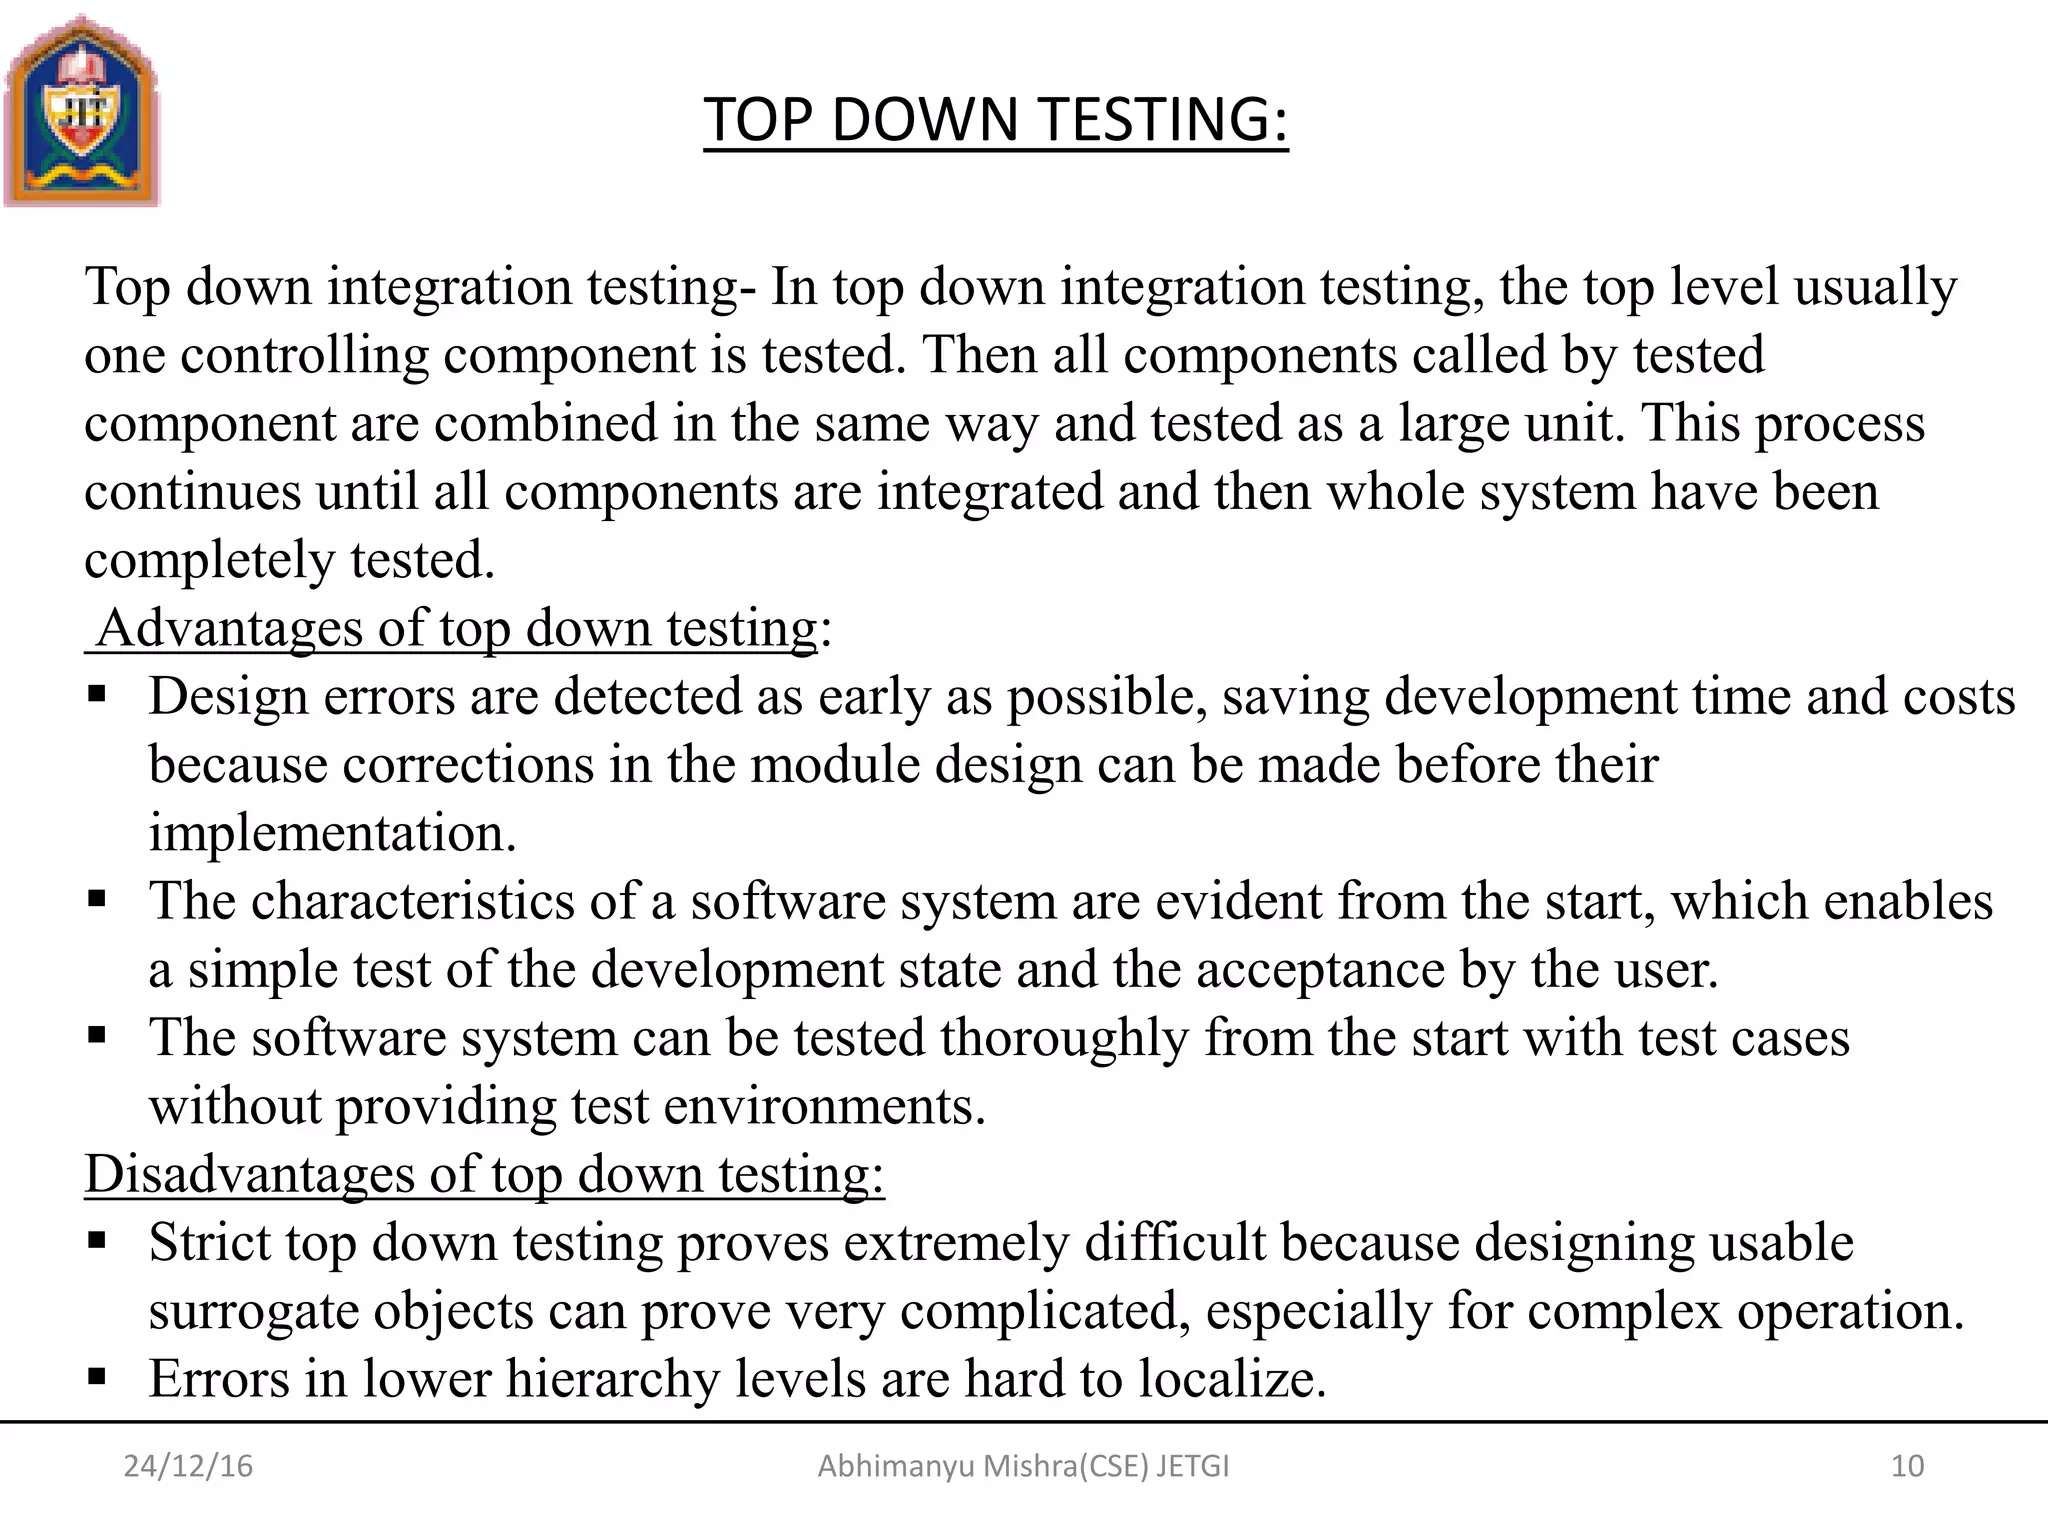 JIT
TOP DOWN TESTING:
Top down integration testing- In top down integration testing, the top level usually
one controlling component is tested. Then all components called by tested
component are combined in the same way and tested as a large unit. This process
continues until all components are integrated and then whole system have been
completely tested.
Advantages of top down testing:
▪ Design errors are detected as early as possible, saving development time and costs
because corrections in the module design can be made before their
implementation.
▪ The characteristics of a software system are evident from the start, which enables
a simple test of the development state and the acceptance by the user.
▪ The software system can be tested thoroughly from the start with test cases
without providing test environments.
Disadvantages of top down testing:
▪ Strict top down testing proves extremely difficult because designing usable
surrogate objects can prove very complicated, especially for complex operation.
▪ Errors in lower hierarchy levels are hard to localize.
24/12/16 Abhimanyu Mishra(CSE) JETGI 10